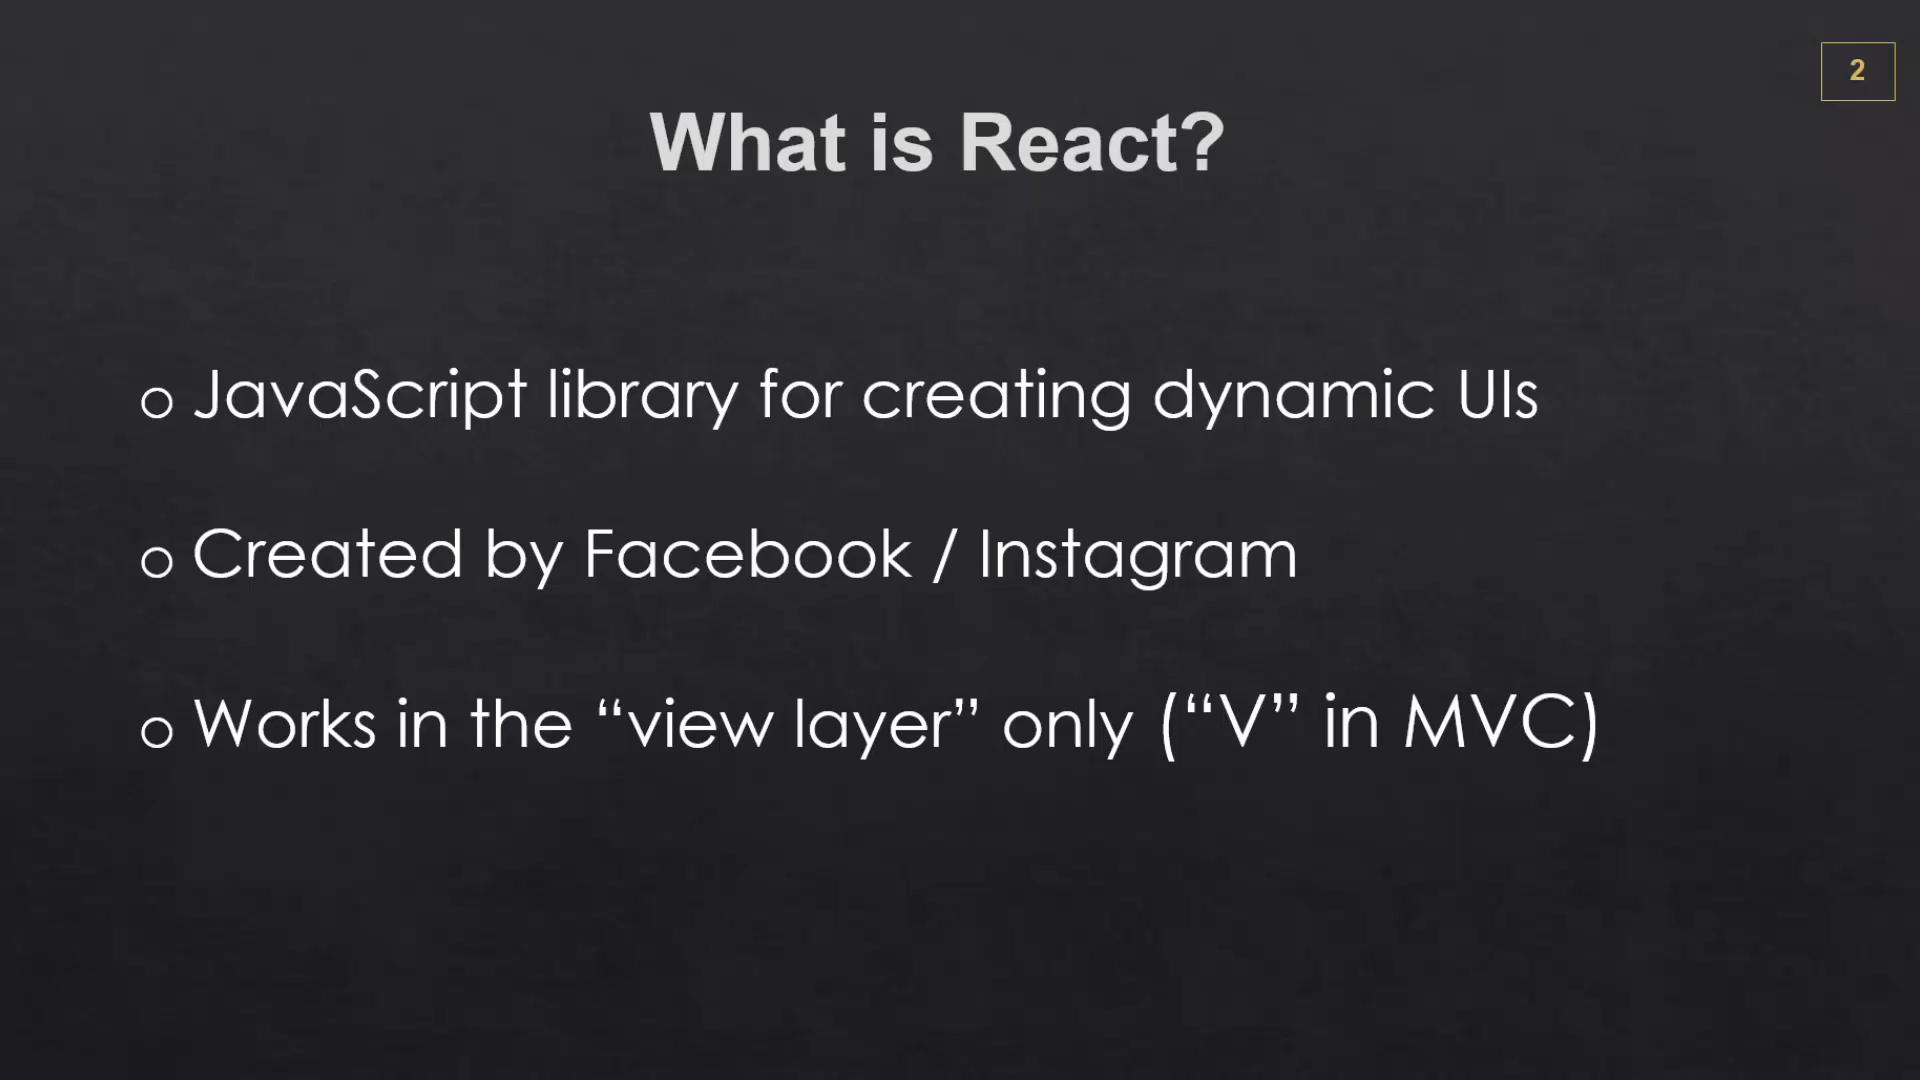 2
What is React?
o JavaScript library for creating dynamic UIs
o Created by Facebook / Instagram
o Works in the “view layer” only (“V” in MVC)